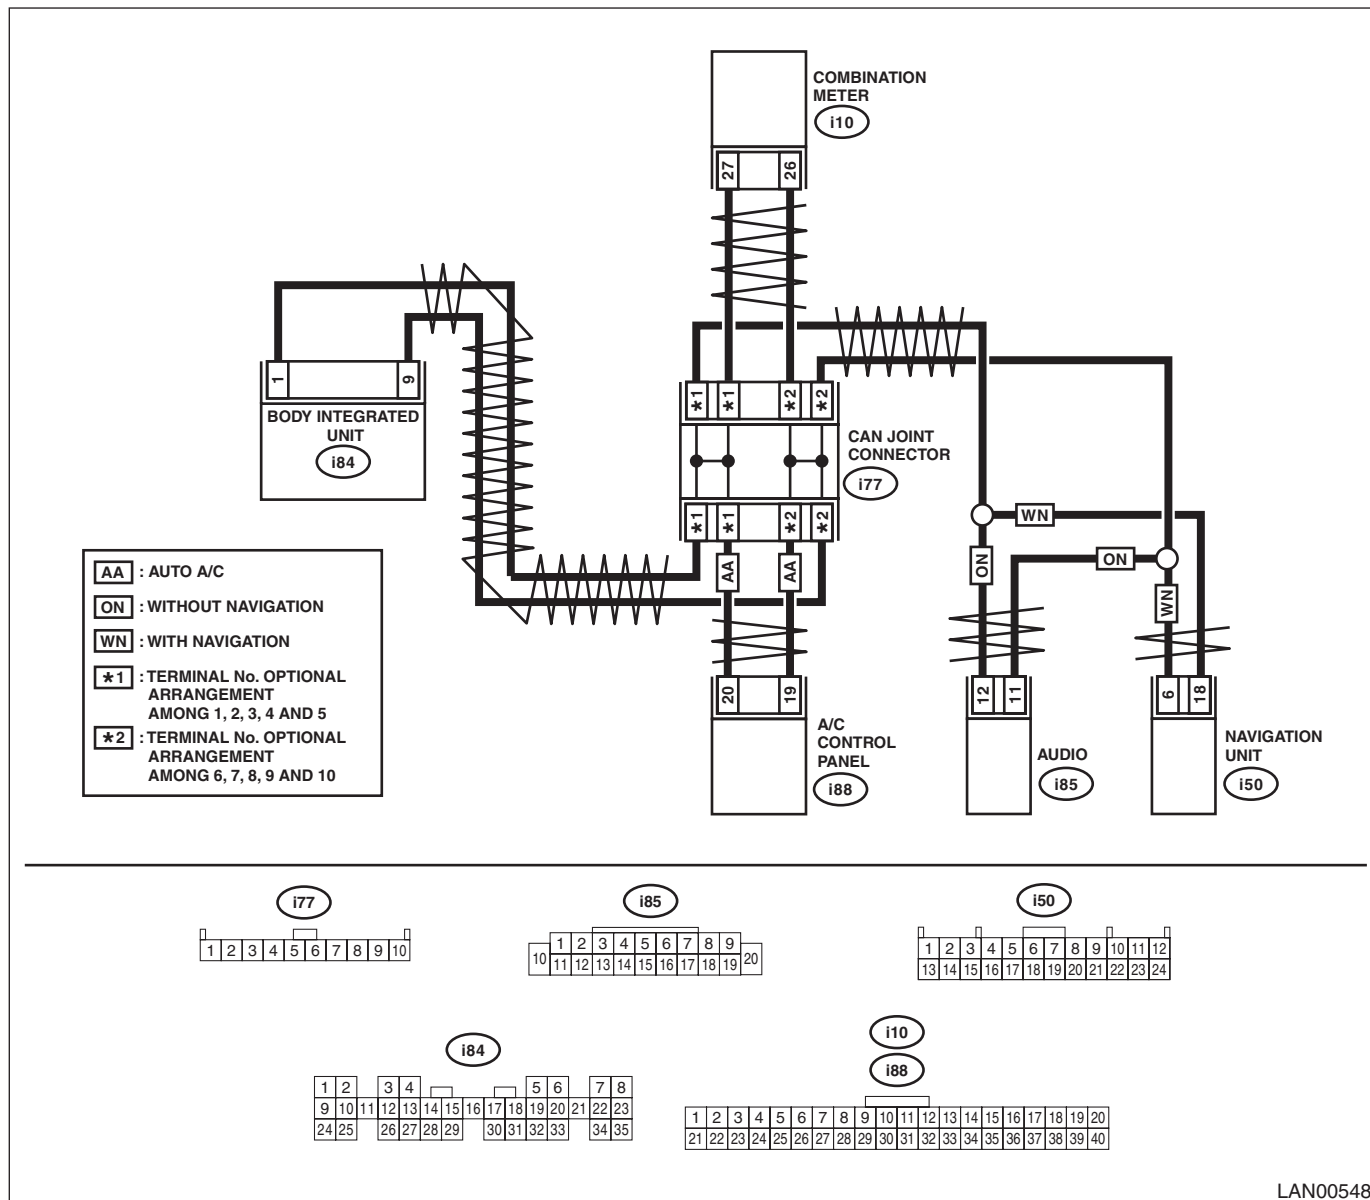 COMBINATION
METER
i10
27
26
1
9
BODY INTEGRATED
UNIT
i84
*1
*1
*2
*2
CAN JOINT
CONNECTOR
i77
*1
*1
*2
*2
AA
AA
WN
ON
ON
WN
20
19
12
11
6
18
A/C
CONTROL
PANEL
i88
AUDIO
i85
NAVIGATION
UNIT
i50
AA : AUTO A/C
ON : WITHOUT NAVIGATION
WN : WITH NAVIGATION
*1 : TERMINAL No. OPTIONAL
ARRANGEMENT
AMONG 1, 2, 3, 4 AND 5
*2 : TERMINAL No. OPTIONAL
ARRANGEMENT
AMONG 6, 7, 8, 9 AND 10
i77
1 2 3 4 5 6 7 8 9 10
i85
1 2 3 4 5 6 7 8 9
10 11 12 13 14 15 16 17 18 19 20
i50
1 2 3 4 5 6 7 8 9 10 11 12
13 14 15 16 17 18 19 20 21 22 23 24
i84
1 2 3 4 5 6 7 8
9 10 11 12 13 14 15 16 17 18 19 20 21 22 23
24 25 26 27 28 29 30 31 32 33 34 35
i10
i88
1 2 3 4 5 6 7 8 9 10 11 12 13 14 15 16 17 18 19 20
21 22 23 24 25 26 27 28 29 30 31 32 33 34 35 36 37 38 39 40
LAN00548